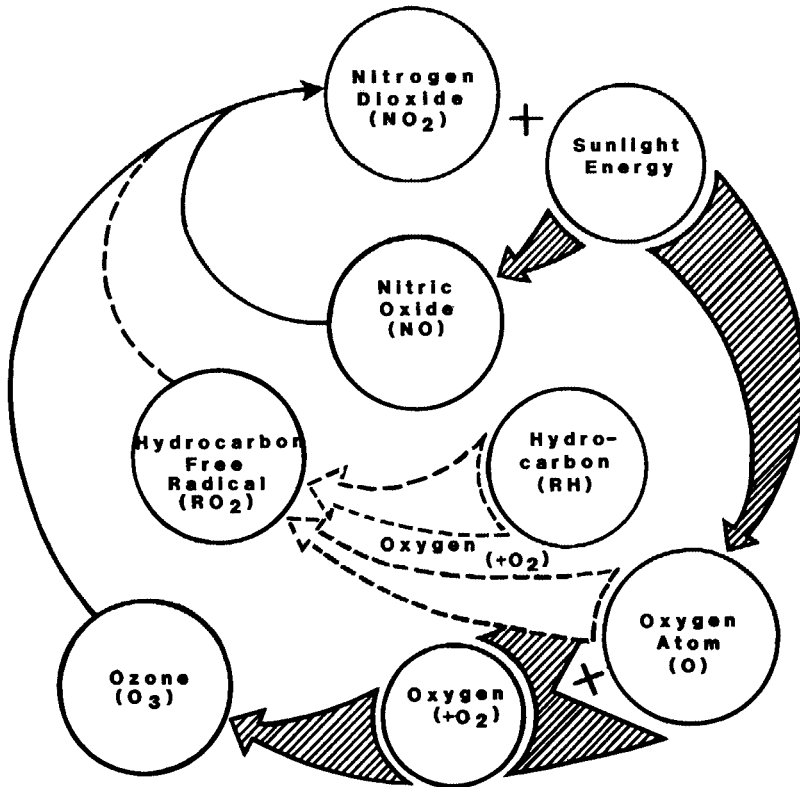 Nitrogen
Dioxide
(NO2)
+
Sunlight
Energy
Nitric
Oxide
(NO)
Hydrocarbon
Free
Radical
(RO2)
Hydro-
carbon
(RH)
Oxygen
(+O2)
Oxygen
Atom
(O)
+
Oxygen
(+O2)
Ozone
(O3)